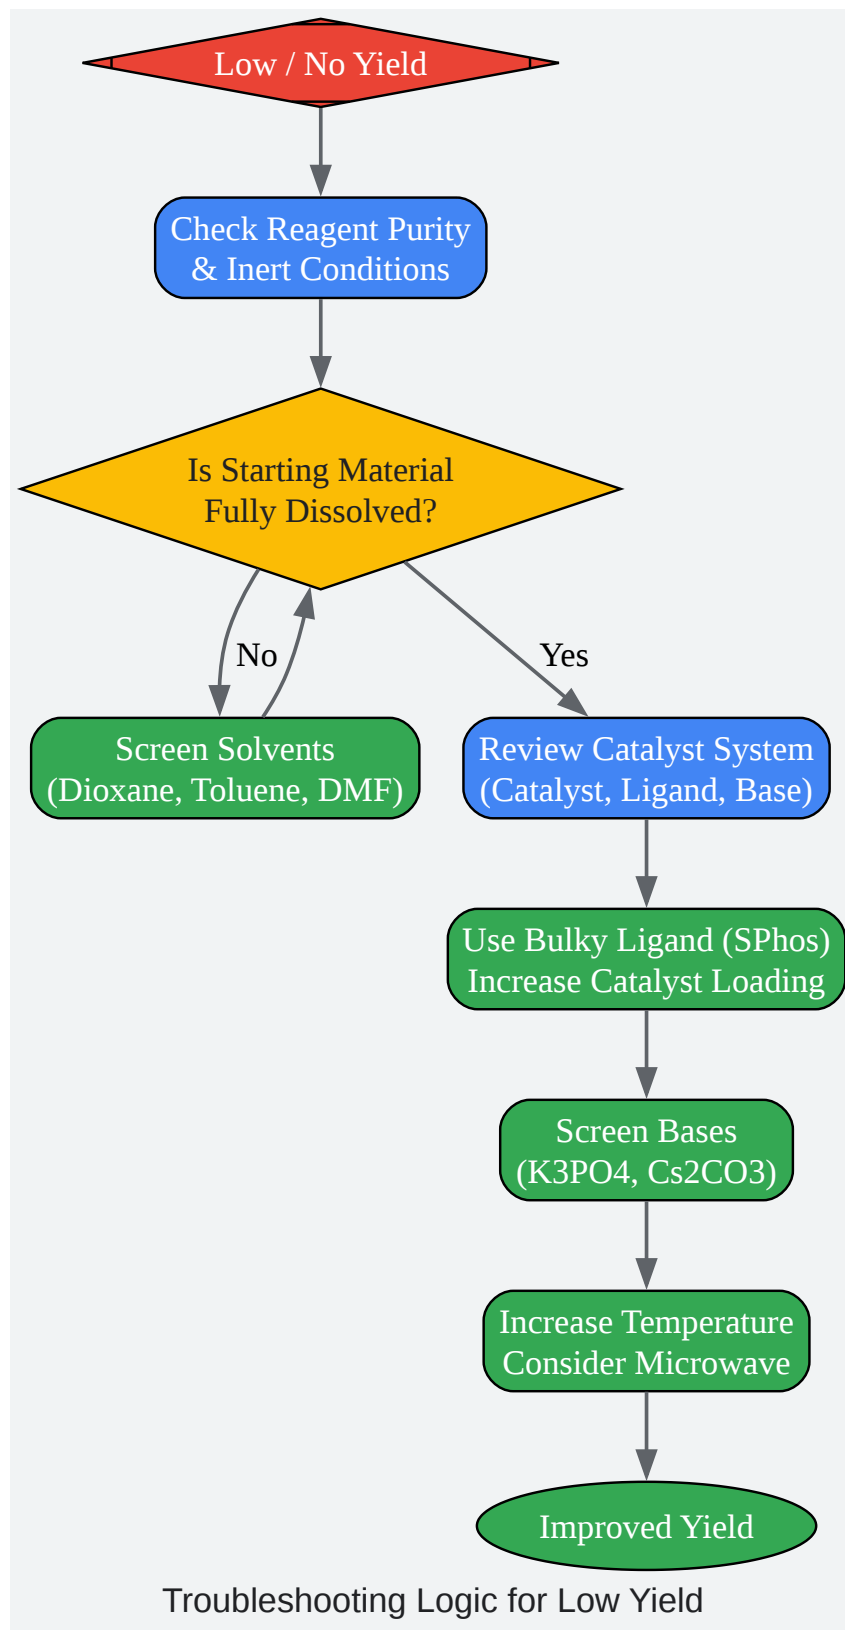 Low / No Yield
Check Reagent Purity
& Inert Conditions
Is Starting Material
Fully Dissolved?
No
Yes
Screen Solvents
(Dioxane, Toluene, DMF)
Review Catalyst System
(Catalyst, Ligand, Base)
Use Bulky Ligand (SPhos)
Increase Catalyst Loading
Screen Bases
(K3PO4, Cs2CO3)
Increase Temperature
Consider Microwave
Improved Yield
Troubleshooting Logic for Low Yield